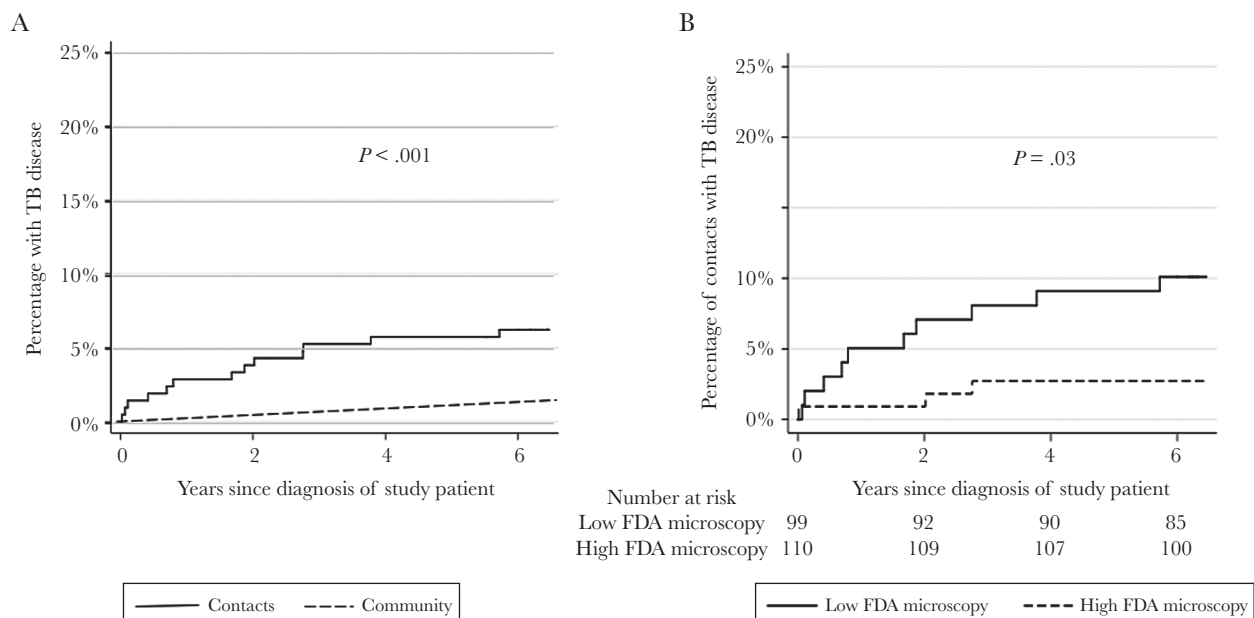 A
Percentage with TB disease
25%
20%
15%
10%
5%
0%
P < .001
0 2 4 6
Years since diagnosis of study patient
Contacts Community
B
Percentage of contacts with TB disease
25%
20%
10%
5%
0%
P = .03
0 2 4 6
Years since diagnosis of study patient
Number at risk
Low FDA microscopy 99 92 90 85
High FDA microscopy 110 109 107 100
Low FDA microscopy High FDA microscopy